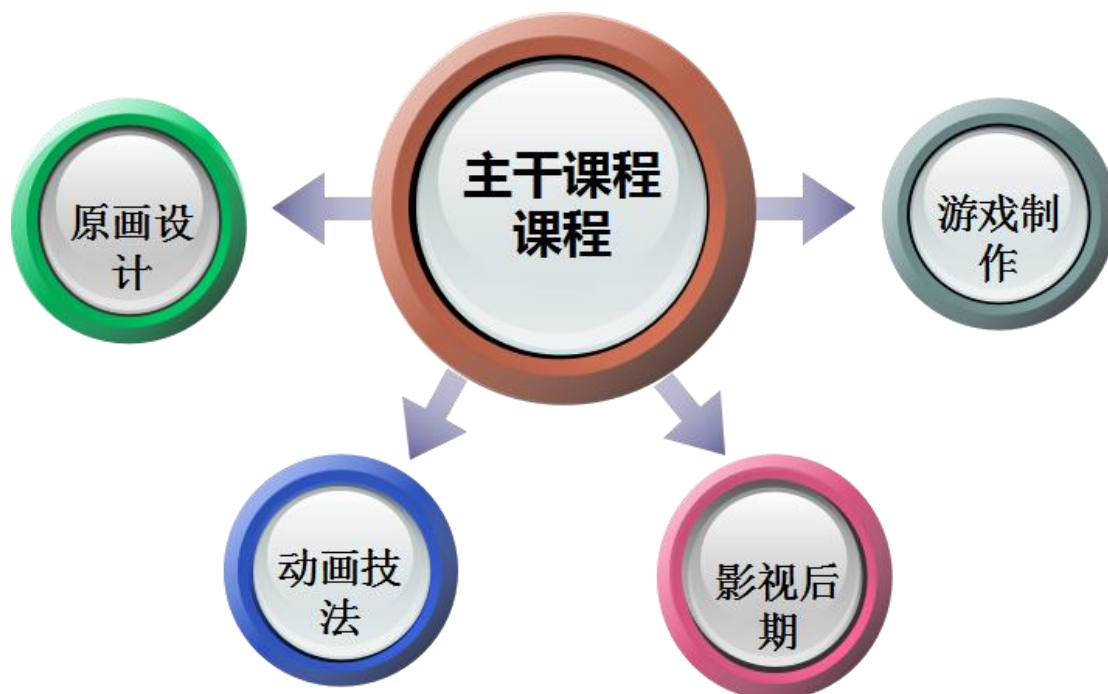 主干课程
课程
原画设
计
游戏制
作
动画技
法
影视后
期